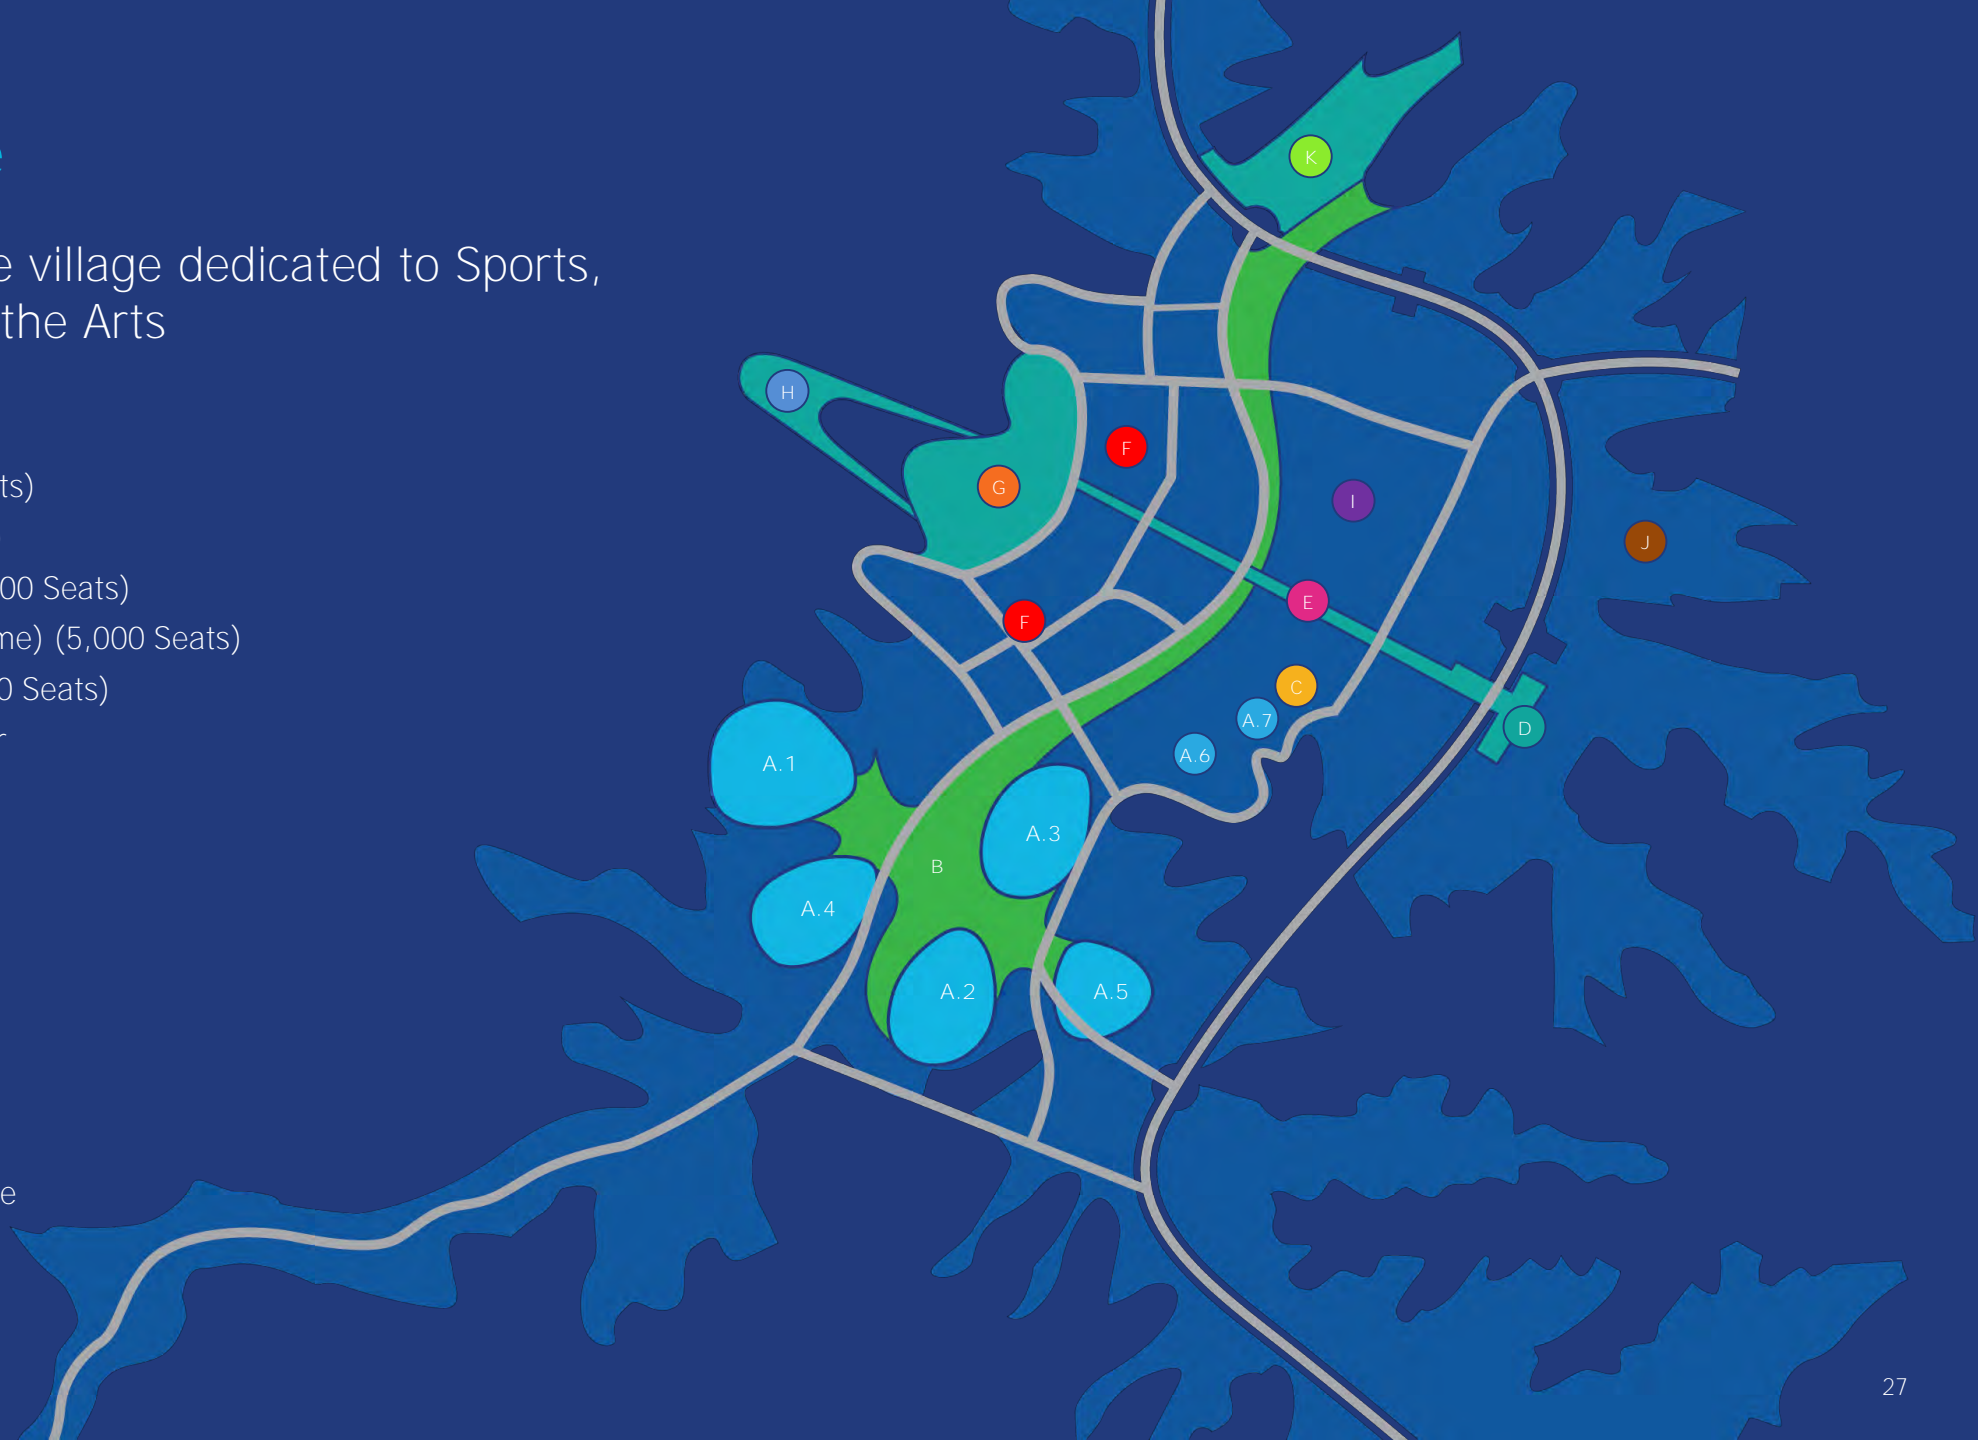 e
e village dedicated to Sports,
the Arts
ts)
00 Seats)
me) (5,000 Seats)
0 Seats)
r
e
K
H
F
G
I
J
E
F
C
A.7
D
A.6
A.1
A.3
B
A.4
A.2
A.5
27